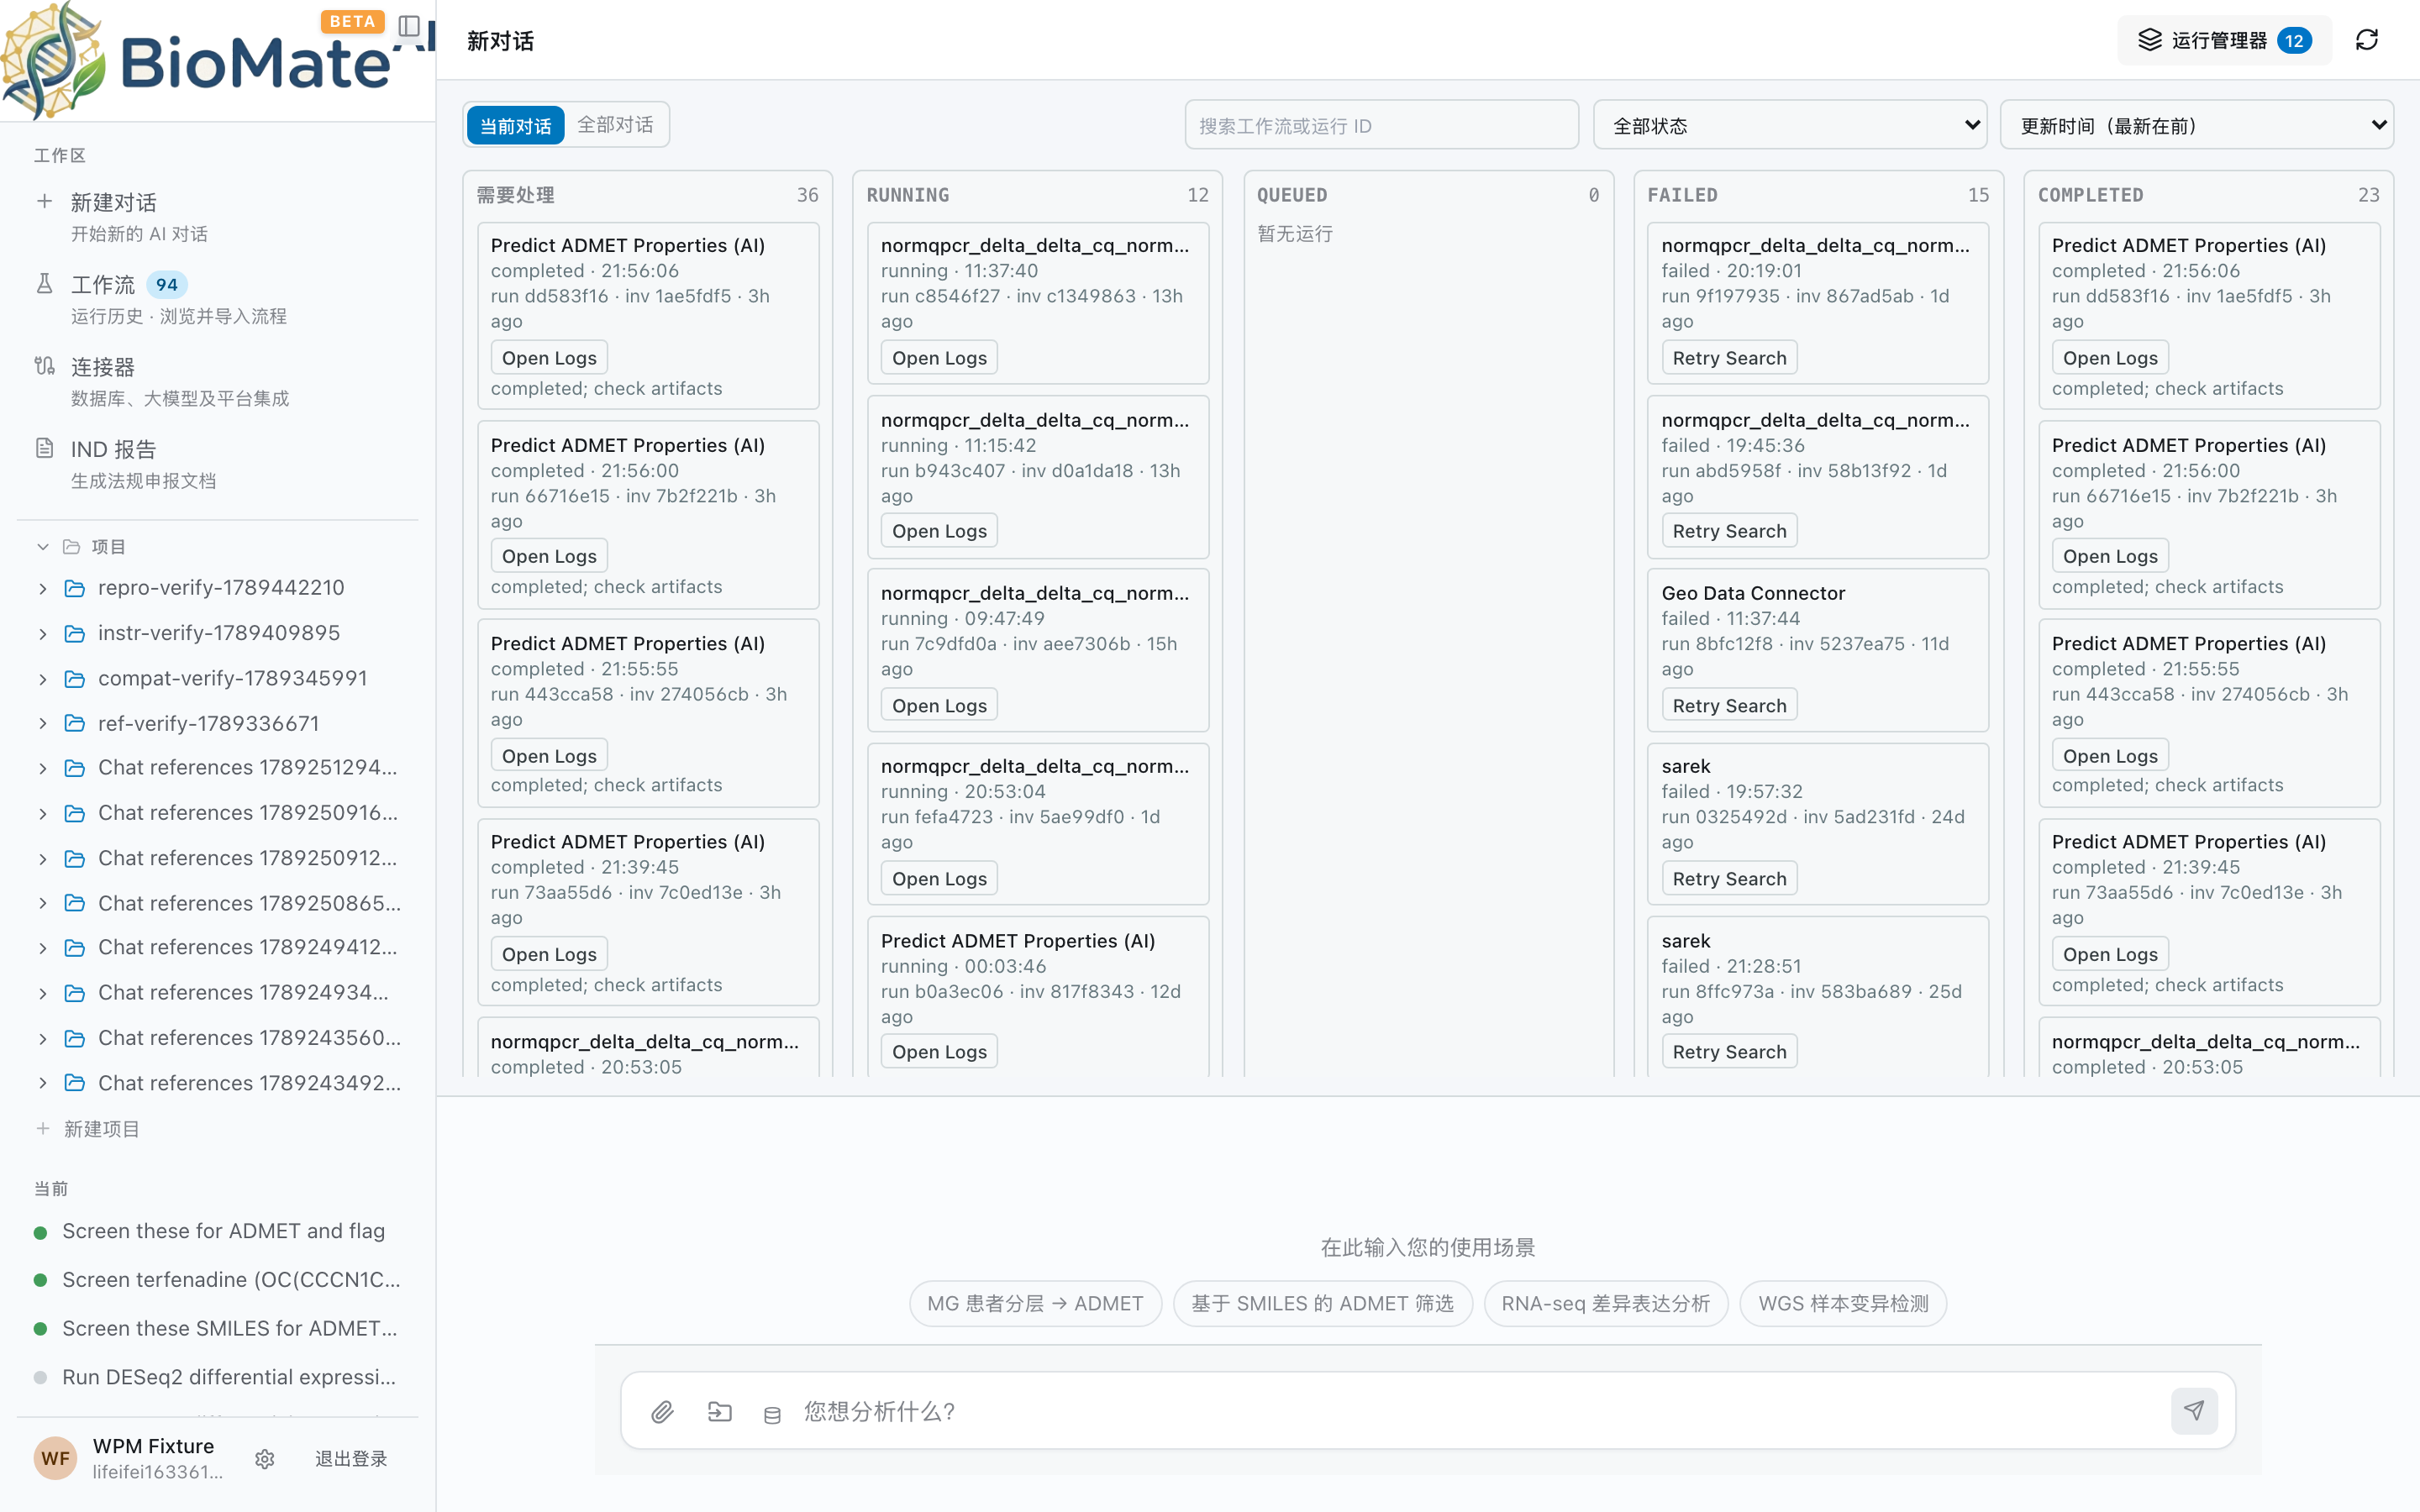 BioMate
BETA
新对话
运行管理器 12
工作区
新建对话
开始新的 AI 对话
工作流 94
运行历史 · 浏览并导入流程
连接器
数据库、大模型及平台集成
IND 报告
生成法规申报文档
项目
repro-verify-1789442210
instr-verify-1789409895
compat-verify-1789345991
ref-verify-1789336671
Chat references 1789251294...
Chat references 1789250916...
Chat references 1789250912...
Chat references 1789250865...
Chat references 1789249412...
Chat references 178924934...
Chat references 1789243560...
Chat references 1789243492...
新建项目
当前
Screen these for ADMET and flag
Screen terfenadine (OC(CCCN1C...
Screen these SMILES for ADMET...
Run DESeq2 differential expressi...
WF
WPM Fixture
lifeifei163361...
退出登录
当前对话 全部对话
搜索工作流或运行 ID
全部状态
更新时间（最新在前）
需要处理 36
Predict ADMET Properties (AI)
completed · 21:56:06
run dd583f16 · inv 1ae5fdf5 · 3h
ago
Open Logs
completed; check artifacts
Predict ADMET Properties (AI)
completed · 21:56:00
run 66716e15 · inv 7b2f221b · 3h
ago
Open Logs
completed; check artifacts
Predict ADMET Properties (AI)
completed · 21:55:55
run 443cca58 · inv 274056cb · 3h
ago
Open Logs
completed; check artifacts
Predict ADMET Properties (AI)
completed · 21:39:45
run 73aa55d6 · inv 7c0ed13e · 3h
ago
Open Logs
completed; check artifacts
normqpcr_delta_delta_cq_norm...
completed · 20:53:05
RUNNING 12
normqpcr_delta_delta_cq_norm...
running · 11:37:40
run c8546f27 · inv c1349863 · 13h
ago
Open Logs
normqpcr_delta_delta_cq_norm...
running · 11:15:42
run b943c407 · inv d0a1da18 · 13h
ago
Open Logs
normqpcr_delta_delta_cq_norm...
running · 09:47:49
run 7c9dfd0a · inv aee7306b · 15h
ago
Open Logs
normqpcr_delta_delta_cq_norm...
running · 20:53:04
run fefa4723 · inv 5ae99df0 · 1d
ago
Open Logs
Predict ADMET Properties (AI)
running · 00:03:46
run b0a3ec06 · inv 817f8343 · 12d
ago
Open Logs
QUEUED 0
暂无运行
FAILED 15
normqpcr_delta_delta_cq_norm...
failed · 20:19:01
run 9f197935 · inv 867ad5ab · 1d
ago
Retry Search
normqpcr_delta_delta_cq_norm...
failed · 19:45:36
run abd5958f · inv 58b13f92 · 1d
ago
Retry Search
Geo Data Connector
failed · 11:37:44
run 8bfc12f8 · inv 5237ea75 · 11d
ago
Retry Search
sarek
failed · 19:57:32
run 0325492d · inv 5ad231fd · 24d
ago
Retry Search
sarek
failed · 21:28:51
run 8ffc973a · inv 583ba689 · 25d
ago
Retry Search
COMPLETED 23
Predict ADMET Properties (AI)
completed · 21:56:06
run dd583f16 · inv 1ae5fdf5 · 3h
ago
Open Logs
completed; check artifacts
Predict ADMET Properties (AI)
completed · 21:56:00
run 66716e15 · inv 7b2f221b · 3h
ago
Open Logs
completed; check artifacts
Predict ADMET Properties (AI)
completed · 21:55:55
run 443cca58 · inv 274056cb · 3h
ago
Open Logs
completed; check artifacts
Predict ADMET Properties (AI)
completed · 21:39:45
run 73aa55d6 · inv 7c0ed13e · 3h
ago
Open Logs
completed; check artifacts
normqpcr_delta_delta_cq_norm...
completed · 20:53:05
在此输入您的使用场景
MG 患者分层 → ADMET
基于 SMILES 的 ADMET 筛选
RNA-seq 差异表达分析
WGS 样本变异检测
您想分析什么?